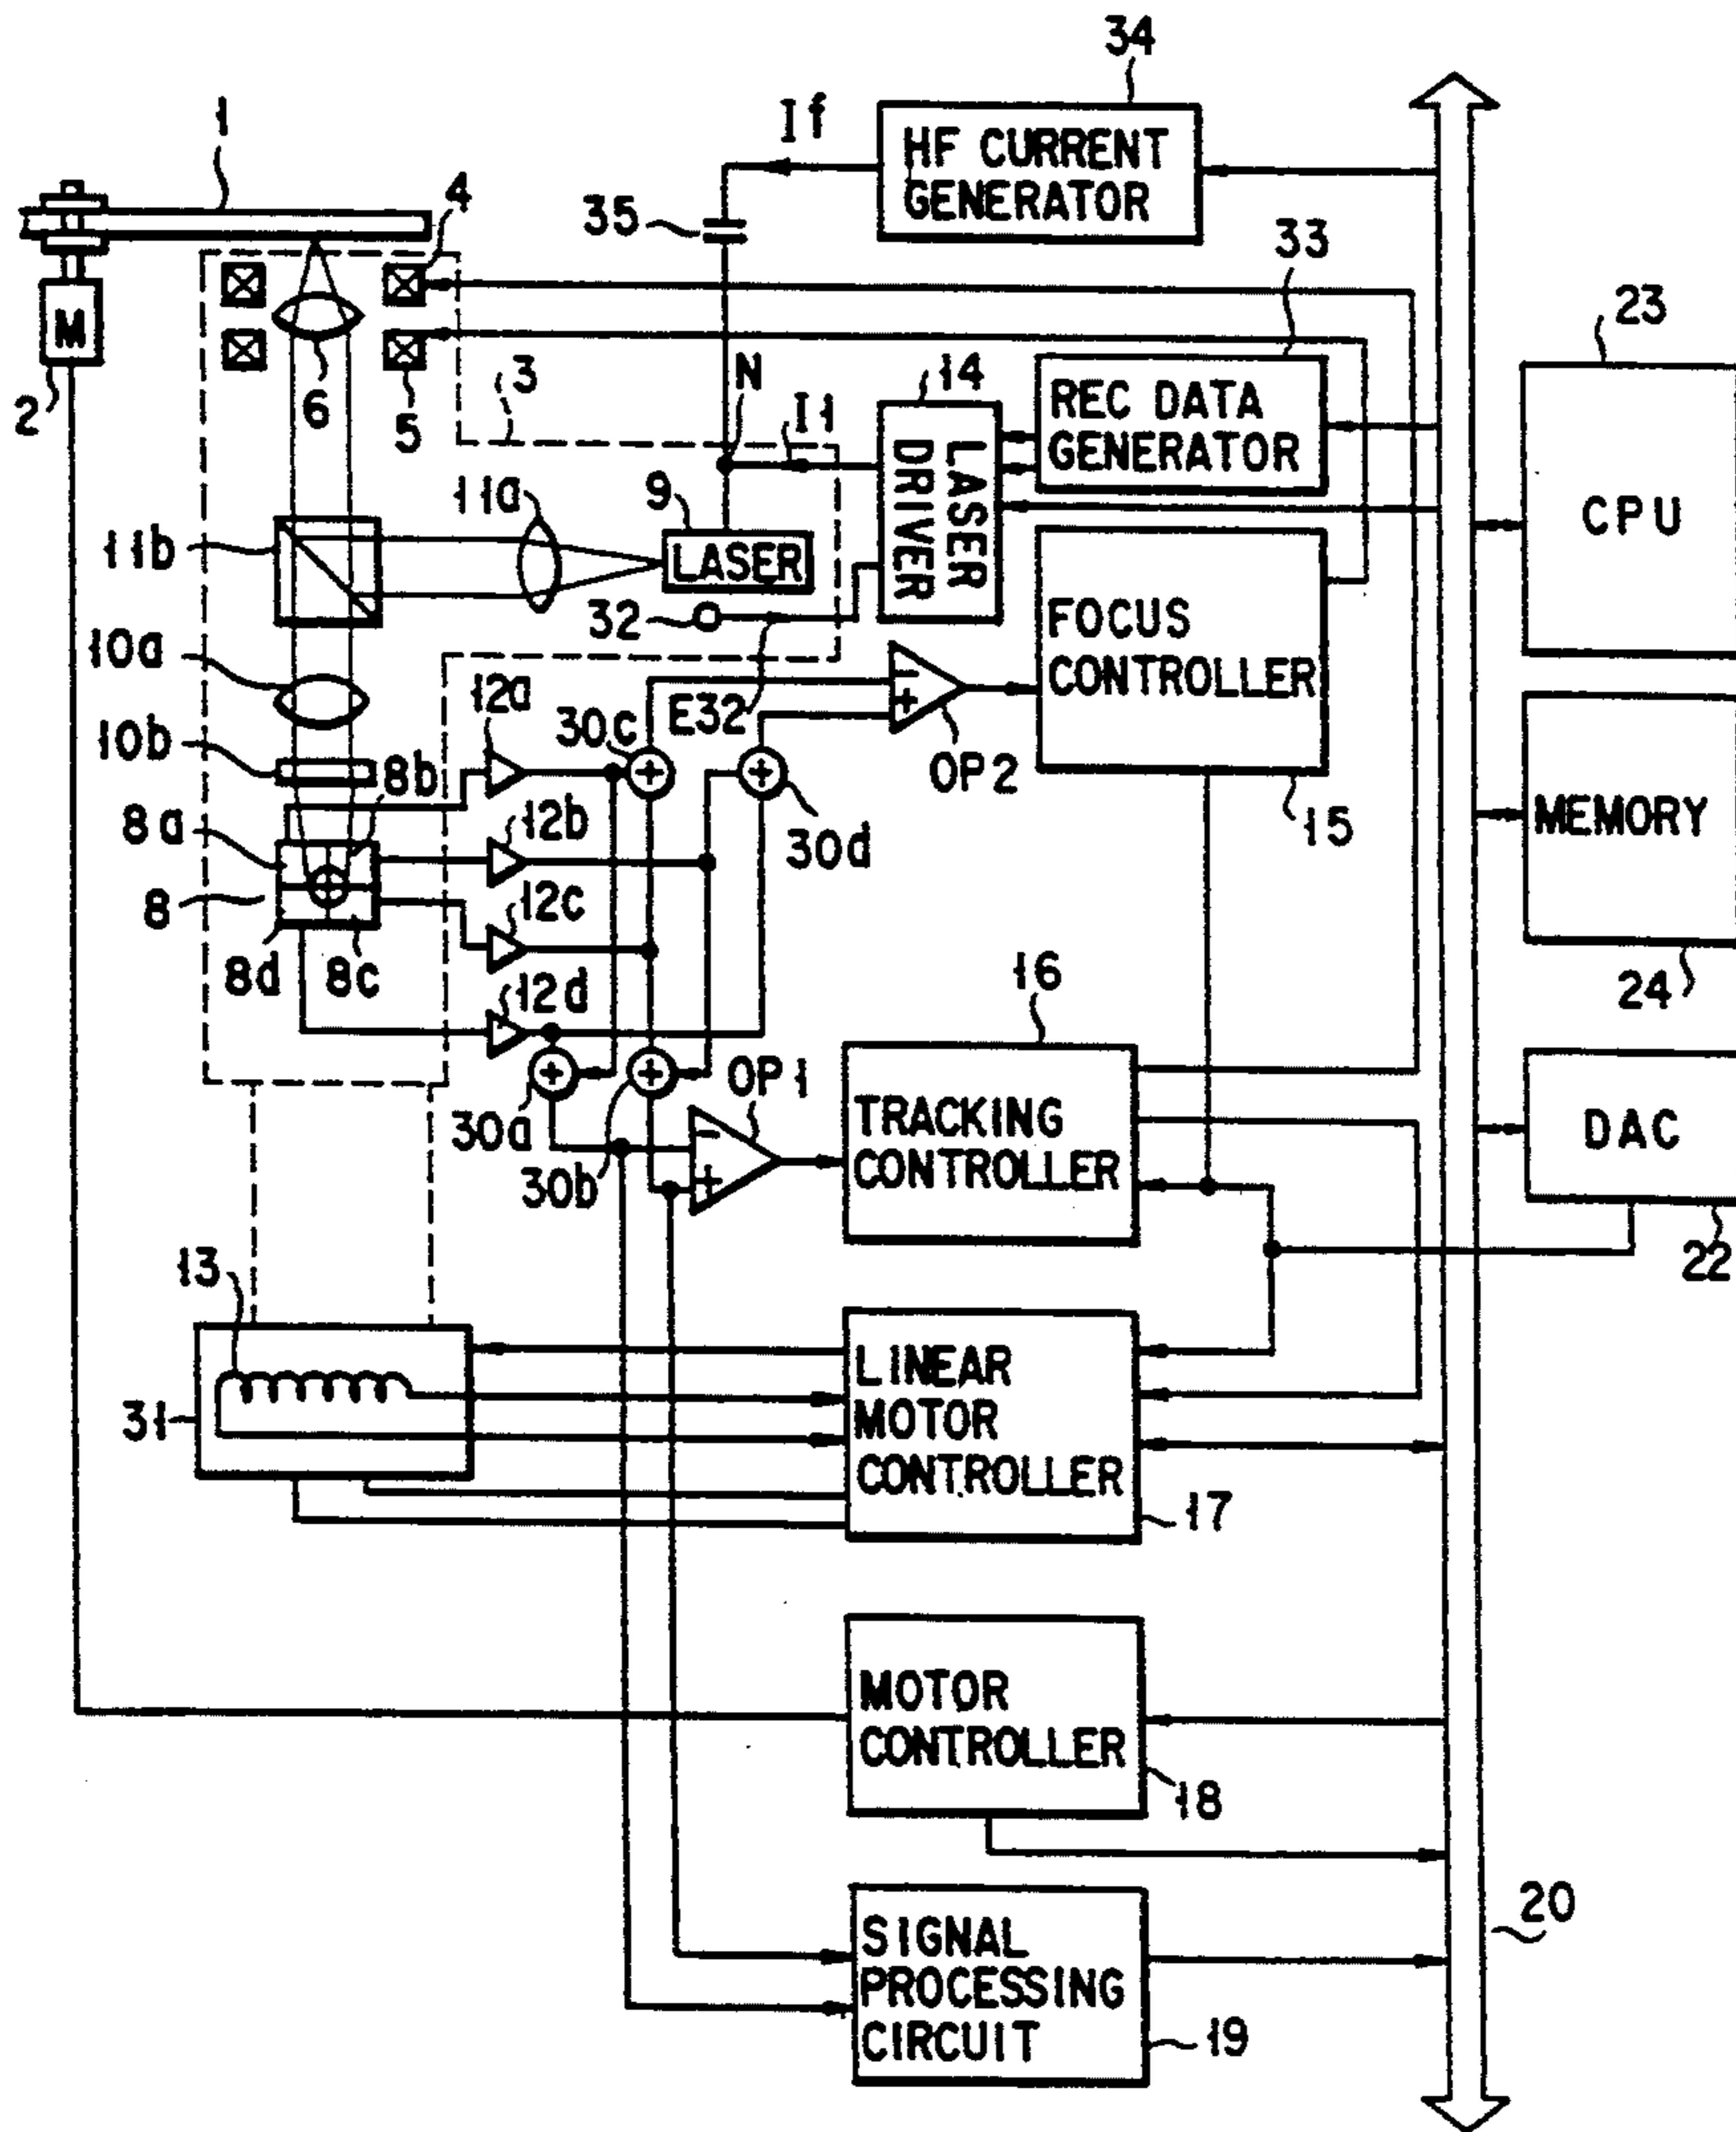 34
If
HF CURRENT
GENERATOR
1
4
35
33
M
23
2
6
5
3
N
14
I1
REC DATA
GENERATOR
LASER
DRIVER
11a
9
LASER
11b
CPU
32
FOCUS
CONTROLLER
10a
12a
E32
30c
10b
8b
OP2
MEMORY
8a
12b
30d
15
8
12c
8d
8c
16
24
12d
OP1
30a
30b
TRACKING
CONTROLLER
DAC
13
22
LINEAR
MOTOR
CONTROLLER
31
17
MOTOR
CONTROLLER
18
20
SIGNAL
PROCESSING
CIRCUIT
19